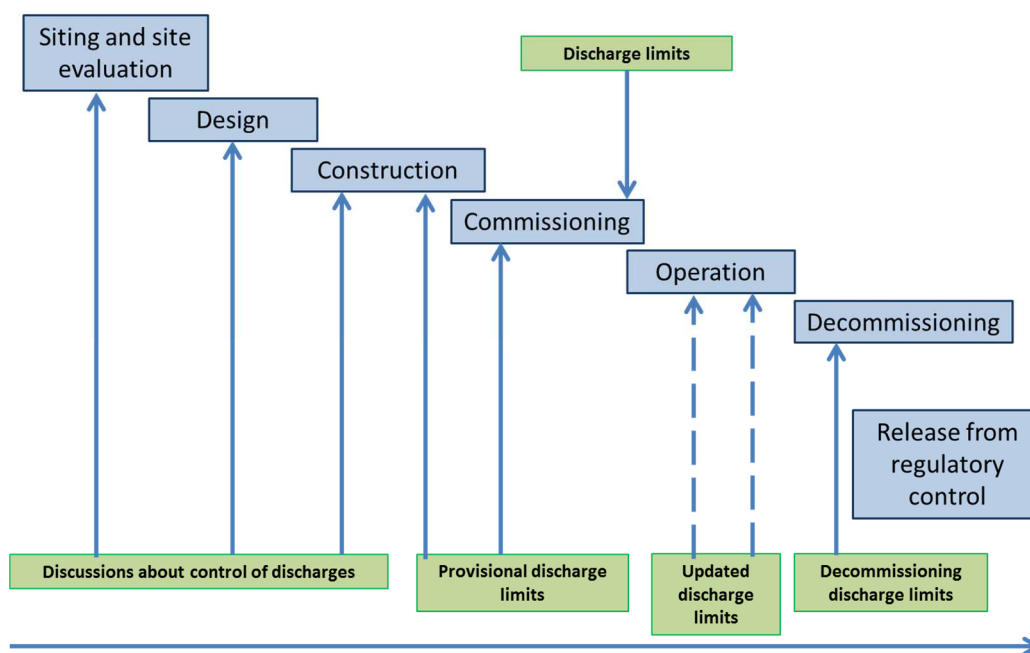 Siting and site
evaluation
Discharge limits
Design
Construction
Commissioning
Operation
Decommissioning
Release from
regulatory
control
Discussions about control of discharges
Provisional discharge
limits
Updated
discharge
limits
Decommissioning
discharge limits